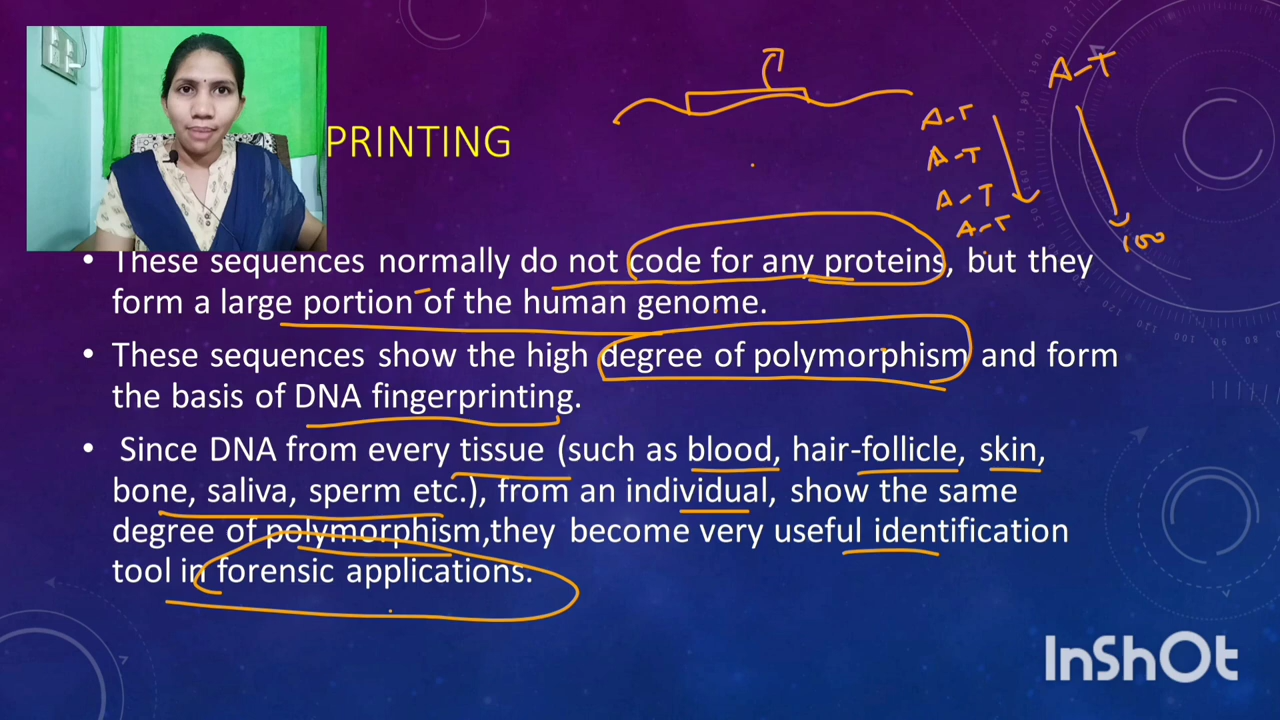 PRINTING
A-T
A-T
A-T
A-T
A-T
100
• These sequences normally do not code for any proteins, but they
form a large portion of the human genome.
• These sequences show the high degree of polymorphism and form
the basis of DNA fingerprinting.
• Since DNA from every tissue (such as blood, hair-follicle, skin,
bone, saliva, sperm etc.), from an individual, show the same
degree of polymorphism,they become very useful identification
tool in forensic applications.
InShOt